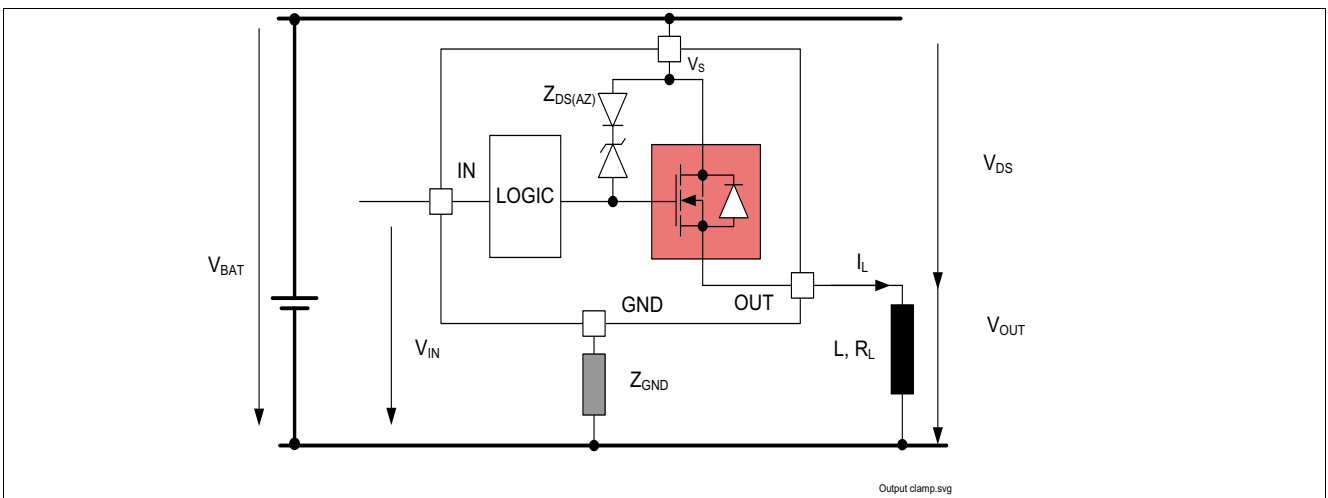 V_S
Z_DS(AZ)
IN
LOGIC
V_DS
V_BAT
I_L
GND
OUT
V_IN
V_OUT
L, R_L
Z_GND
Output clamp.svg